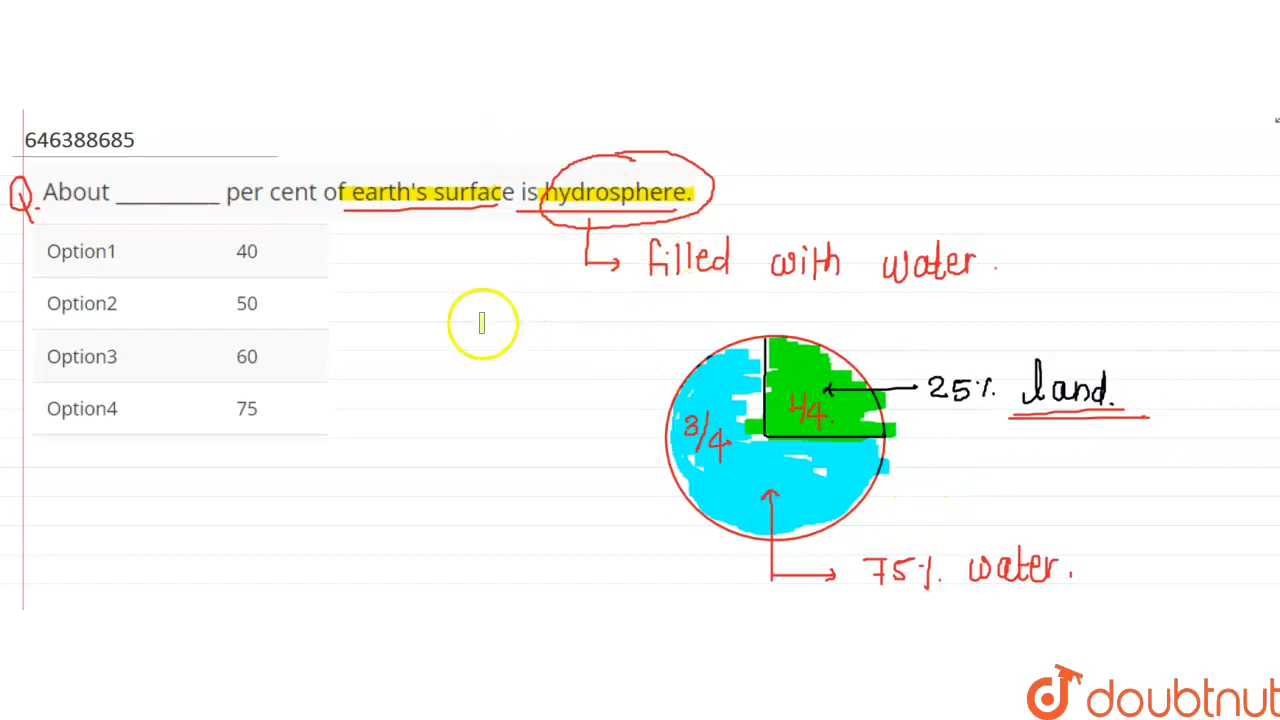 646388685
Q. About ________ per cent of earth's surface is hydrosphere.
Option1 40
Option2 50
Option3 60
Option4 75
filled with water.
3/4
1/4.
25% land.
75% water.
doubtnut